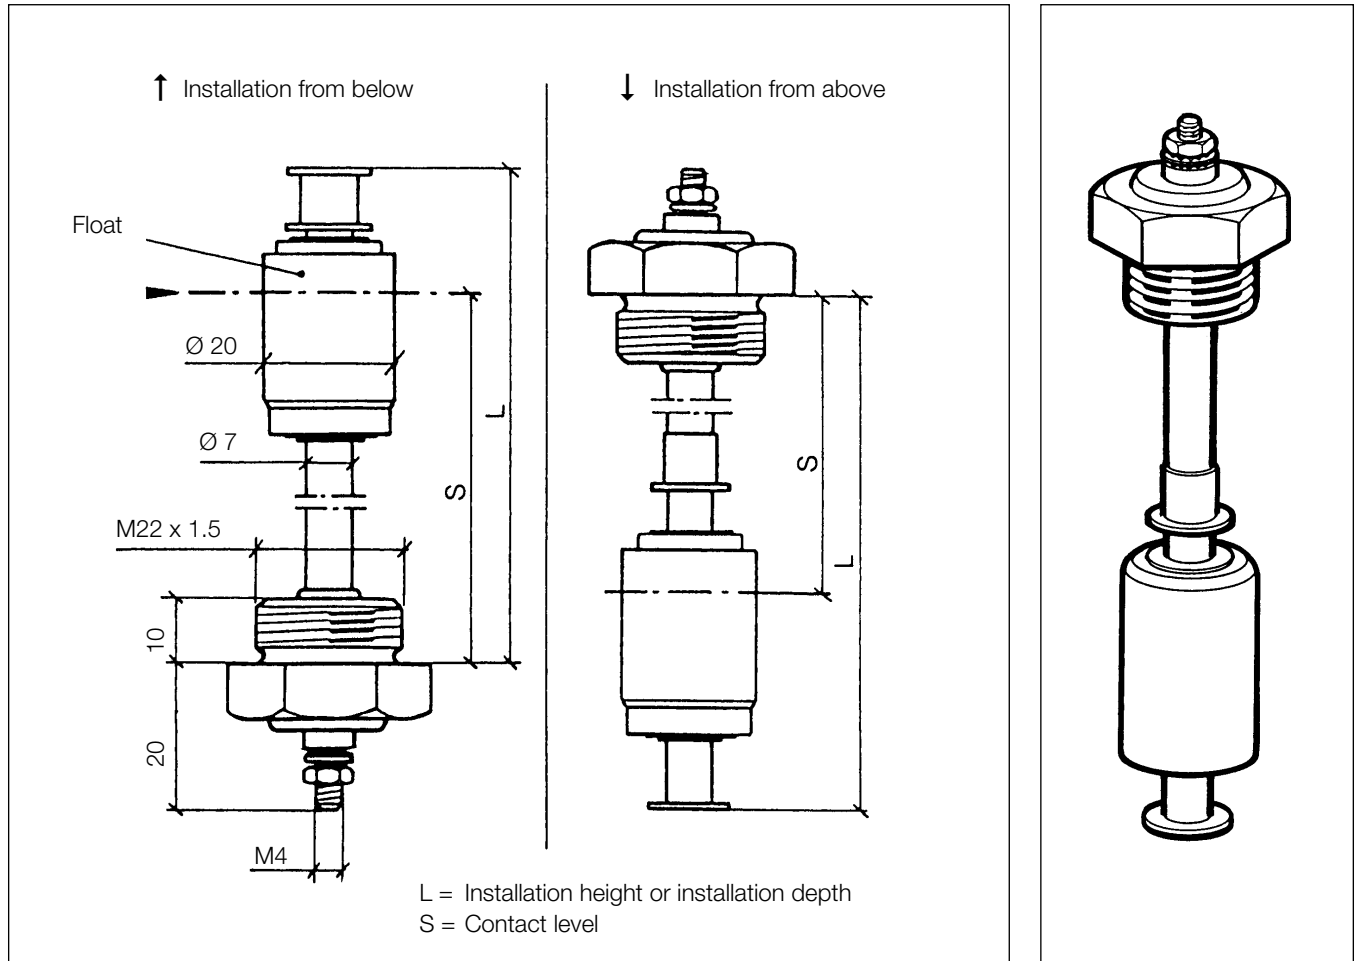 ↑ Installation from below
↓ Installation from above
Float
Ø 20
L
Ø 7
S
S
M22 x 1.5
L
10
20
M4
L = Installation height or installation depth
S = Contact level